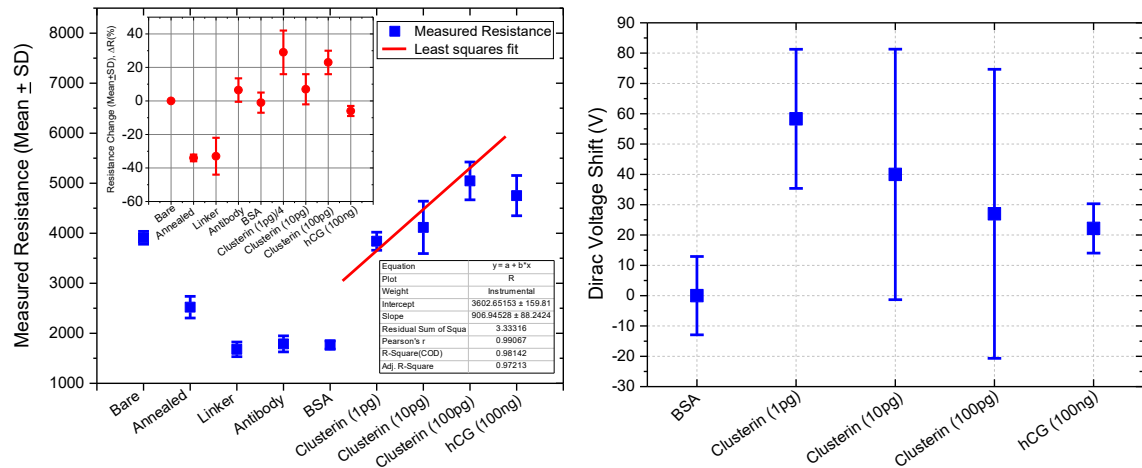 Measured Resistance (Mean ± SD)
8500
8000
7000
6000
5000
4000
3000
2000
1000
Bare
Annealed
Linker
Antibody
BSA
Clusterin (1pg)
Clusterin (10pg)
Clusterin (100pg)
hCG (100ng)
Measured Resistance
Least squares fit
Resistance Change (Mean±SD), ΔR(%)
40
20
0
-20
-40
-60
Bare
Annealed
Linker
Antibody
BSA
Clusterin (1pg)/4
Clusterin (10pg)
Clusterin (100pg)
hCG (100ng)
Equation y = a + b*x
Plot R
Weight Instrumental
Intercept 3602.65153 ± 159.81
Slope 906.94528 ± 88.2424
Residual Sum of Squa 3.33316
Pearson's r 0.99067
R-Square(COD) 0.98142
Adj. R-Square 0.97213
Dirac Voltage Shift (V)
90
80
70
60
50
40
30
20
10
0
-10
-20
-30
BSA
Clusterin (1pg)
Clusterin (10pg)
Clusterin (100pg)
hCG (100ng)